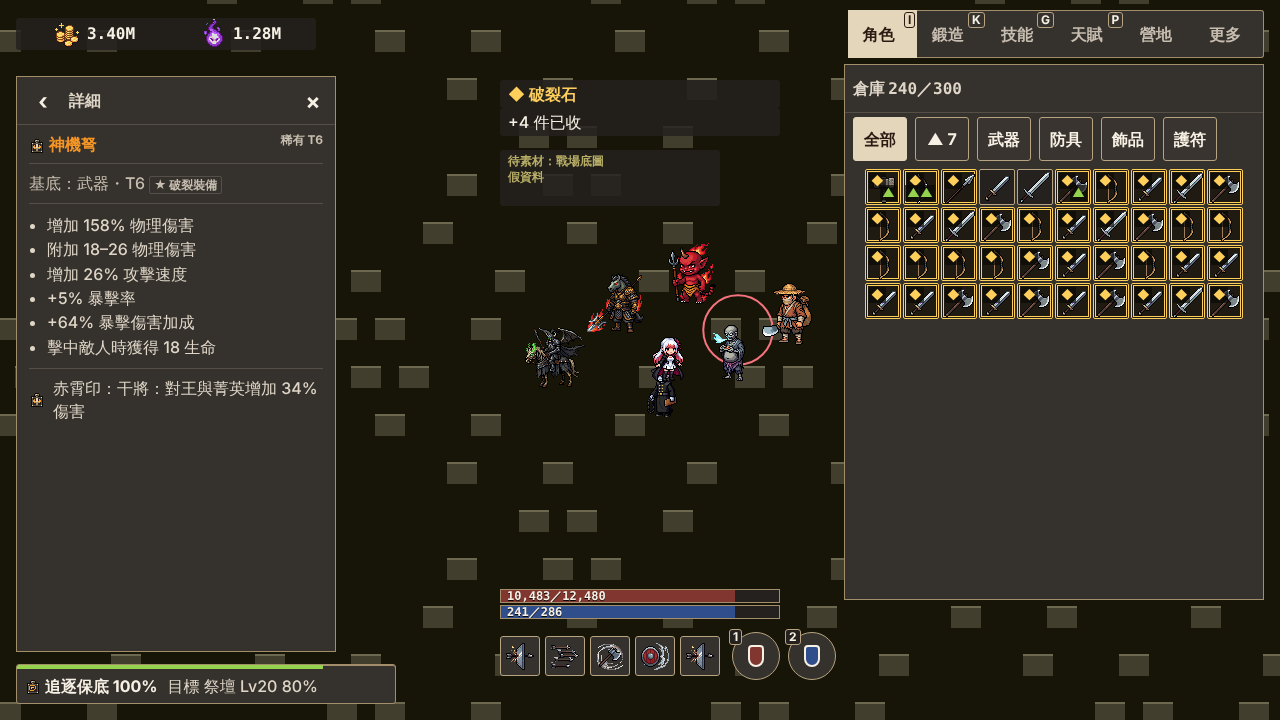 3.40M 1.28M
角色 I 鍛造 K 技能 G 天賦 P 營地 更多
‹ 詳細 ×
神機弩 稀有 T6
基底：武器・T6 ★ 破裂裝備
• 增加 158% 物理傷害
• 附加 18–26 物理傷害
• 增加 26% 攻擊速度
• +5% 暴擊率
• +64% 暴擊傷害加成
• 擊中敵人時獲得 18 生命
赤霄印：干將：對王與菁英增加 34%
傷害
◆ 破裂石
+4 件已收
待素材：戰場底圖
假資料
倉庫 240／300
全部 ▲ 7 武器 防具 飾品 護符
10,483／12,480
241／286
1 2
追逐保底 100% 目標 祭壇 Lv20 80%